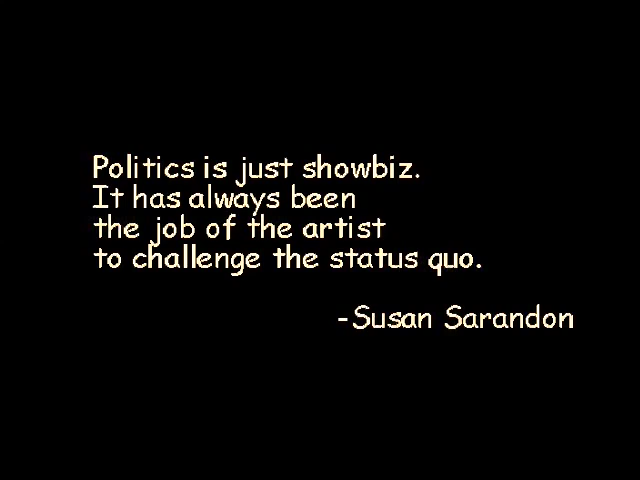 Politics is just showbiz.
It has always been
the job of the artist
to challenge the status quo.
-Susan Sarandon